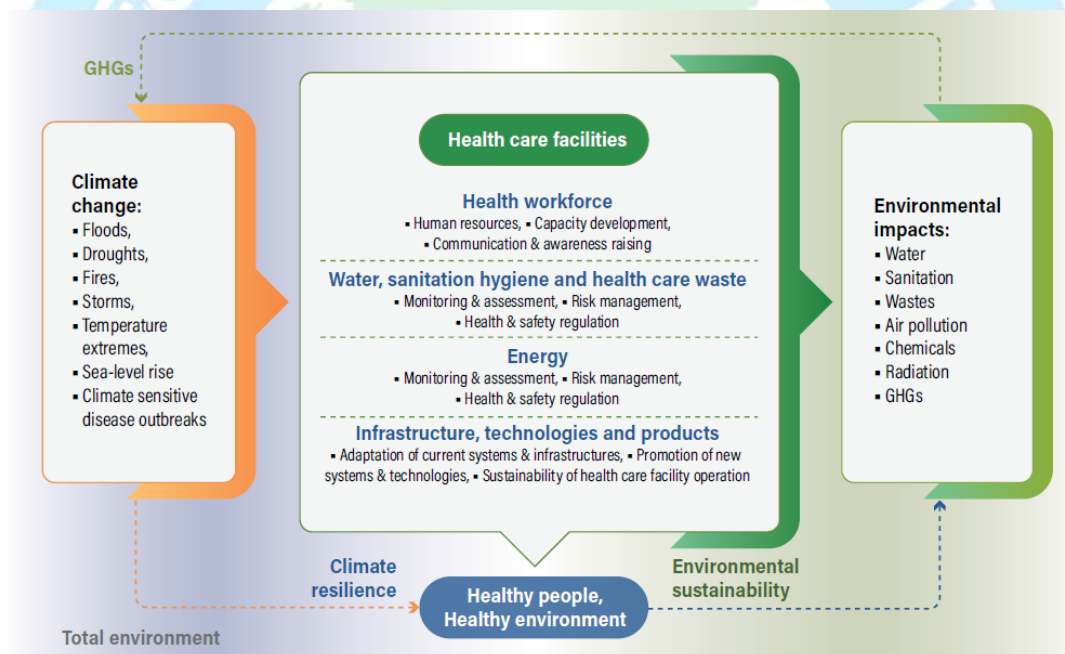 GHGs
Climate
change:
▪ Floods,
▪ Droughts,
▪ Fires,
▪ Storms,
▪ Temperature
extremes,
▪ Sea-level rise
▪ Climate sensitive
disease outbreaks
Health care facilities
Health workforce
▪ Human resources, ▪ Capacity development,
▪ Communication & awareness raising
Water, sanitation hygiene and health care waste
▪ Monitoring & assessment, ▪ Risk management,
▪ Health & safety regulation
Energy
▪ Monitoring & assessment, ▪ Risk management,
▪ Health & safety regulation
Infrastructure, technologies and products
▪ Adaptation of current systems & infrastructures, ▪ Promotion of new
systems & technologies, ▪ Sustainability of health care facility operation
Environmental
impacts:
▪ Water
▪ Sanitation
▪ Wastes
▪ Air pollution
▪ Chemicals
▪ Radiation
▪ GHGs
Climate
resilience
Healthy people,
Healthy environment
Environmental
sustainability
Total environment